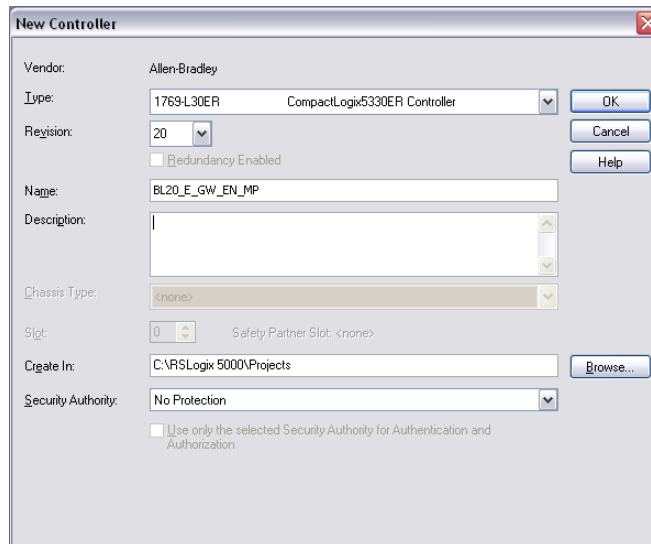 New Controller
Vendor: Allen-Bradley
Type: 1769-L30ER CompactLogix5330ER Controller OK
Revision: 20 Cancel
Redundancy Enabled Help
Name: BL20_E_GW_EN_MP
Description:
Chassis Type: <none>
Slot: 0 Safety Partner Slot: <none>
Create In: C:\RSLogix 5000\Projects Browse...
Security Authority: No Protection
Use only the selected Security Authority for Authentication and
Authorization